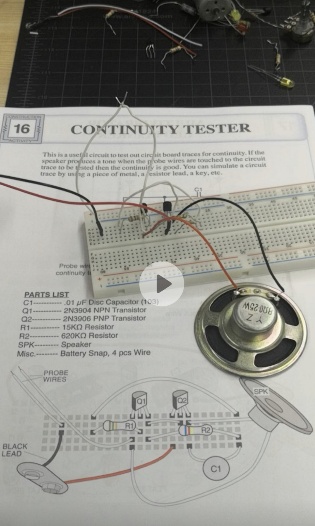 16
CONTINUITY TESTER
This is a useful circuit to test out circuit board traces for continuity. If the
speaker produces a tone when the probe wires are touched to the circuit
trace to be tested then the continuity is good. You can simulate a circuit
trace by using a piece of metal, a resistor lead, a key, etc.
C1
Probe
continuity
PARTS LIST
C1----------- .01 µF Disc Capacitor (103)
Q1----------- 2N3904 NPN Transistor
Q2----------- 2N3906 PNP Transistor
R1----------- 15KΩ Resistor
R2----------- 620KΩ Resistor
SPK--------- Speaker
Misc.-------- Battery Snap, 4 pcs Wire
PROBE
WIRES
SPK
Q1
Q2
R1
R2
BLACK
LEAD
C1